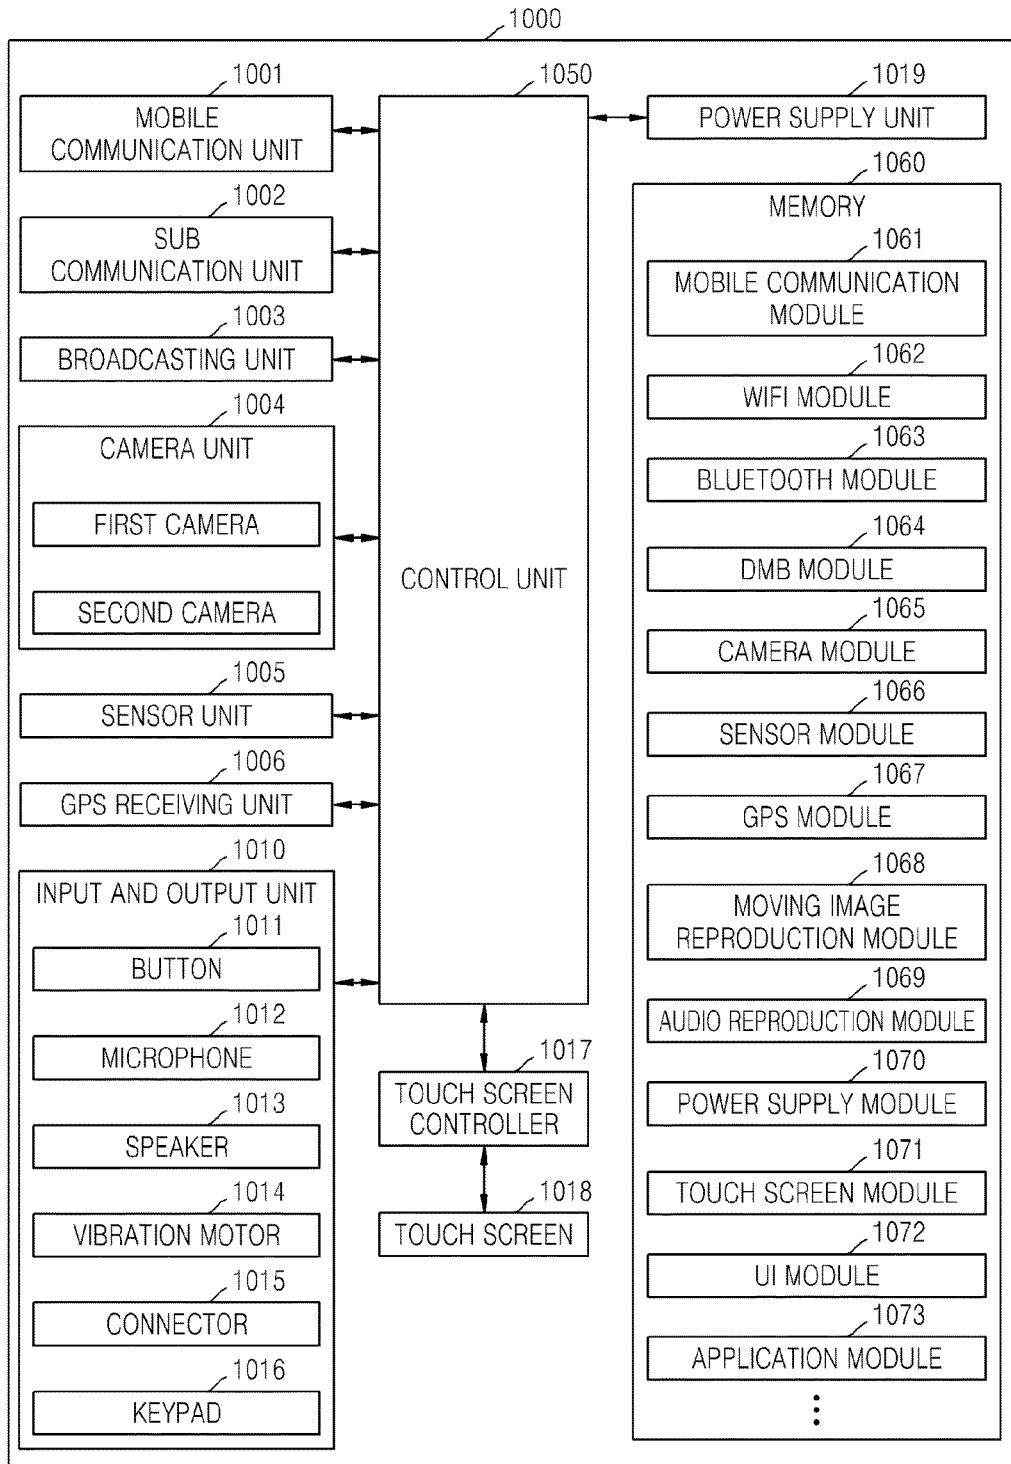 1000
1001
MOBILE
COMMUNICATION UNIT
1002
SUB
COMMUNICATION UNIT
1003
BROADCASTING UNIT
1004
CAMERA UNIT
FIRST CAMERA
SECOND CAMERA
1005
SENSOR UNIT
1006
GPS RECEIVING UNIT
1010
INPUT AND OUTPUT UNIT
1011
BUTTON
1012
MICROPHONE
1013
SPEAKER
1014
VIBRATION MOTOR
1015
CONNECTOR
1016
KEYPAD
1050
CONTROL UNIT
1017
TOUCH SCREEN
CONTROLLER
1018
TOUCH SCREEN
1019
POWER SUPPLY UNIT
1060
MEMORY
1061
MOBILE COMMUNICATION
MODULE
1062
WIFI MODULE
1063
BLUETOOTH MODULE
1064
DMB MODULE
1065
CAMERA MODULE
1066
SENSOR MODULE
1067
GPS MODULE
1068
MOVING IMAGE
REPRODUCTION MODULE
1069
AUDIO REPRODUCTION MODULE
1070
POWER SUPPLY MODULE
1071
TOUCH SCREEN MODULE
1072
UI MODULE
1073
APPLICATION MODULE